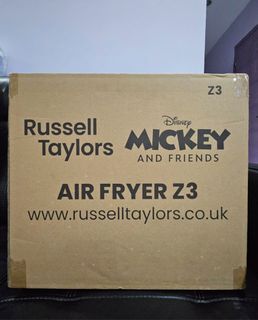 Z3
Russell
Taylors
Disney
MICKEY
AND FRIENDS
AIR FRYER Z3
www.russelltaylors.co.uk